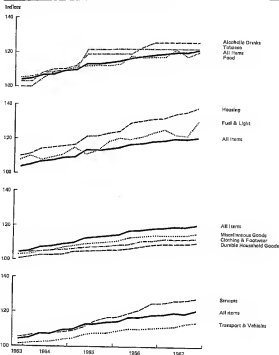 Indices
140
Alcoholic Drinks
Tobacco
All Items
Food
120
100
140
Housing
Fuel & Light
120
All Items
100
140
120
All Items
Miscellaneous Goods
Clothing & Footwear
Durable Household Goods
100
140
Services
120
All Items
Transport & Vehicles
100
1963 1964 1965 1966 1967